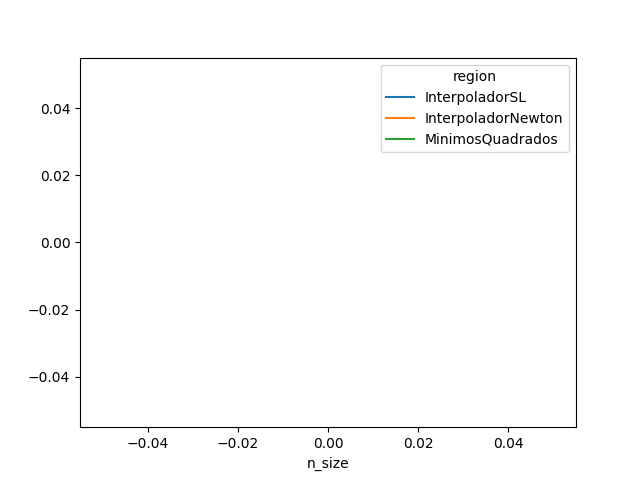 region
InterpoladorSL
InterpoladorNewton
MinimosQuadrados
0.04
0.02
0.00
−0.02
−0.04
−0.04 −0.02 0.00 0.02 0.04
n_size